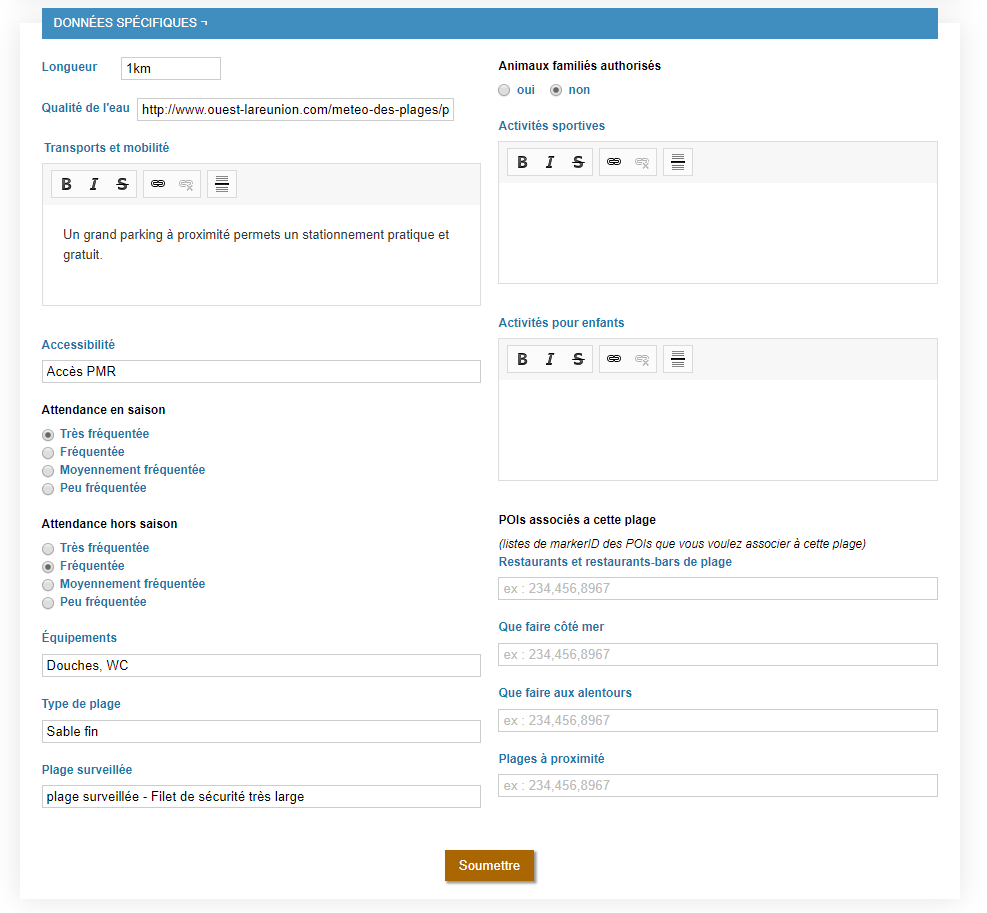 DONNÉES SPÉCIFIQUES ¬
Longueur
1km
Qualité de l'eau
http://www.ouest-lareunion.com/meteo-des-plages/p
Transports et mobilité
B I S
Un grand parking à proximité permets un stationnement pratique et
gratuit.
Accessibilité
Accès PMR
Attendance en saison
Très fréquentée
Fréquentée
Moyennement fréquentée
Peu fréquentée
Attendance hors saison
Très fréquentée
Fréquentée
Moyennement fréquentée
Peu fréquentée
Équipements
Douches, WC
Type de plage
Sable fin
Plage surveillée
plage surveillée - Filet de sécurité très large
Animaux familiés authorisés
oui non
Activités sportives
B I S
Activités pour enfants
B I S
POIs associés a cette plage
(listes de markerID des POIs que vous voulez associer à cette plage)
Restaurants et restaurants-bars de plage
ex : 234,456,8967
Que faire côté mer
ex : 234,456,8967
Que faire aux alentours
ex : 234,456,8967
Plages à proximité
ex : 234,456,8967
Soumettre